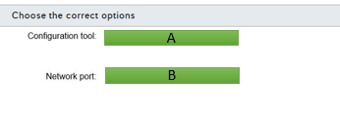 Choose the correct options
Configuration tool: A
Network port: B